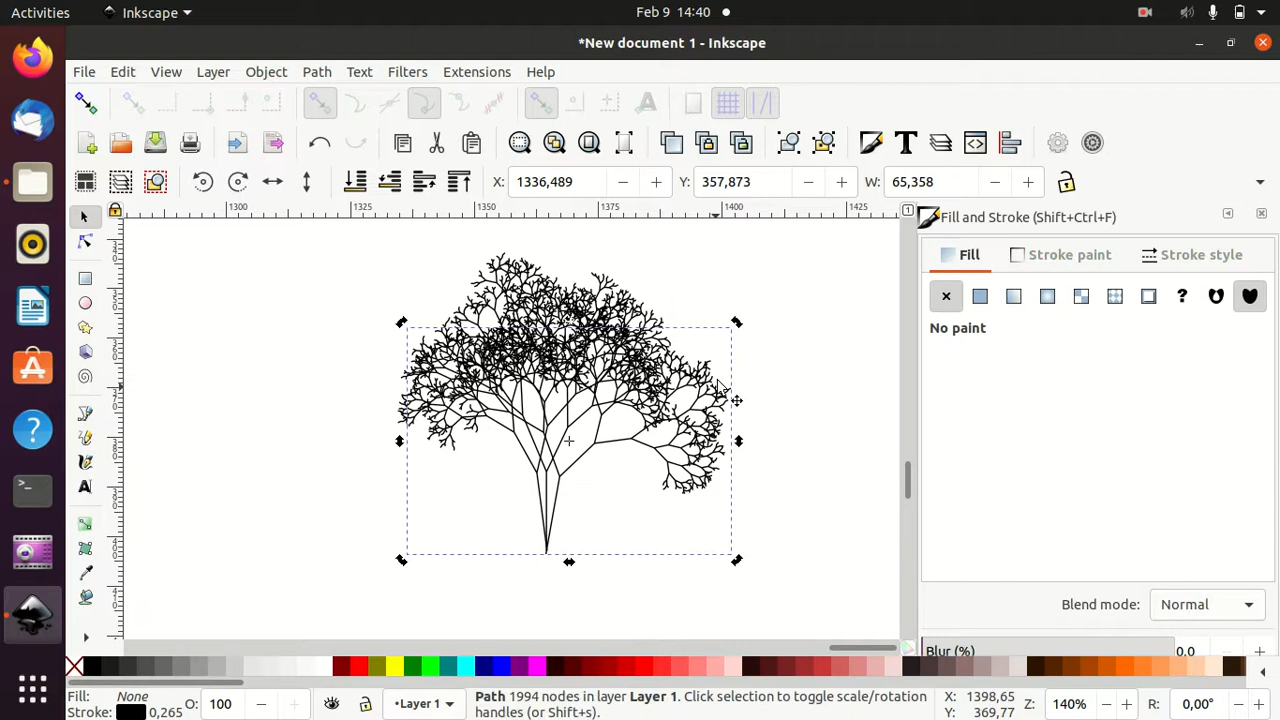 Activities
Inkscape
Feb 9 14:40
*New document 1 - Inkscape
File Edit View Layer Object Path Text Filters Extensions Help
X: 1336,489 Y: 357,873 W: 65,358
1300 1325 1350 1375 1400 1425
1
Fill and Stroke (Shift+Ctrl+F)
Fill Stroke paint Stroke style
No paint
Blend mode: Normal
Blur (%) 0.0
Fill: None
Stroke: 0,265
O: 100
•Layer 1
Path 1994 nodes in layer Layer 1. Click selection to toggle scale/rotation
handles (or Shift+s).
X: 1398,65
Y: 369,77
Z: 140%
R: 0,00°